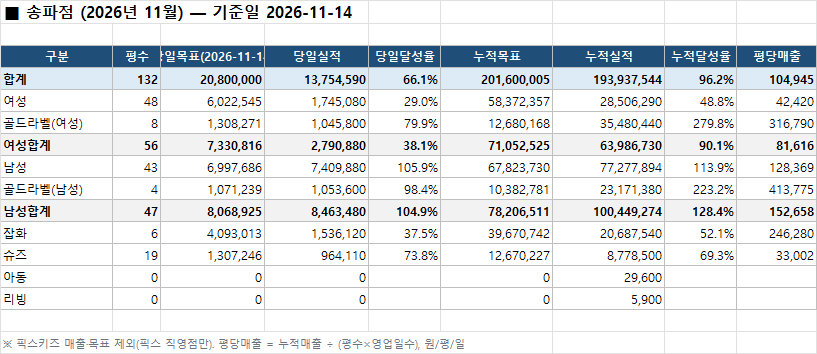 ■ 송파점 (2026년 11월) — 기준일 2026-11-14
구분 평수 당일목표(2026-11-14 당일실적 당일달성율 누적목표 누적실적 누적달성율 평당매출
합계 132 20,800,000 13,754,590 66.1% 201,600,005 193,937,544 96.2% 104,945
여성 48 6,022,545 1,745,080 29.0% 58,372,357 28,506,290 48.8% 42,420
골드라벨(여성) 8 1,308,271 1,045,800 79.9% 12,680,168 35,480,440 279.8% 316,790
여성합계 56 7,330,816 2,790,880 38.1% 71,052,525 63,986,730 90.1% 81,616
남성 43 6,997,686 7,409,880 105.9% 67,823,730 77,277,894 113.9% 128,369
골드라벨(남성) 4 1,071,239 1,053,600 98.4% 10,382,781 23,171,380 223.2% 413,775
남성합계 47 8,068,925 8,463,480 104.9% 78,206,511 100,449,274 128.4% 152,658
잡화 6 4,093,013 1,536,120 37.5% 39,670,742 20,687,540 52.1% 246,280
슈즈 19 1,307,246 964,110 73.8% 12,670,227 8,778,500 69.3% 33,002
아동 0 0 0 0 29,600
리빙 0 0 0 0 5,900
※ 픽스키즈 매출·목표 제외(픽스 직영점만). 평당매출 = 누적매출 ÷ (평수×영업일수), 원/평/일